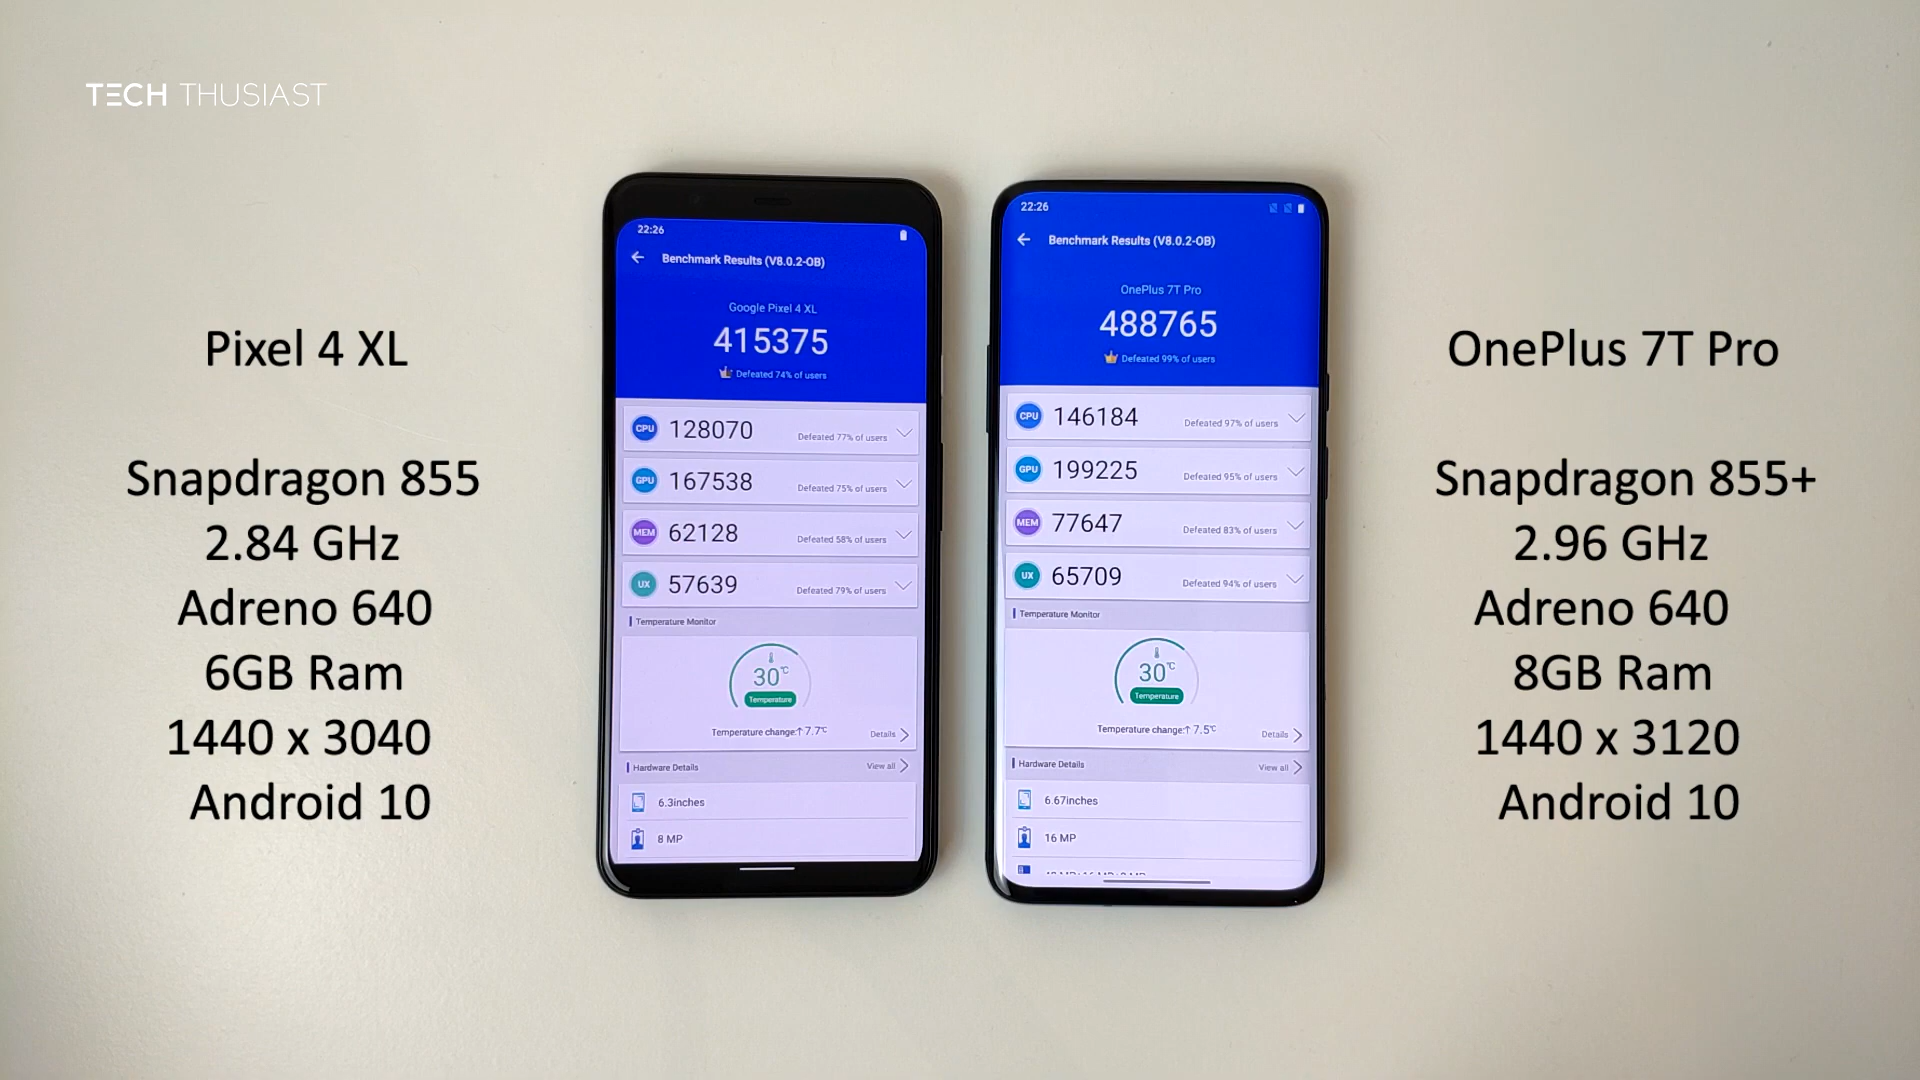 TECH THUSIAST
Pixel 4 XL
Snapdragon 855
2.84 GHz
Adreno 640
6GB Ram
1440 x 3040
Android 10
22:26
Benchmark Results (V8.0.2-OB)
Google Pixel 4 XL
415375
Defeated 74% of users
CPU 128070 Defeated 77% of users
GPU 167538 Defeated 75% of users
MEM 62128 Defeated 58% of users
UX 57639 Defeated 79% of users
Temperature Monitor
30℃
Temperature
Temperature change:↑ 7.7℃ Details
Hardware Details View all
6.3inches
8 MP
22:26
Benchmark Results (V8.0.2-OB)
OnePlus 7T Pro
488765
Defeated 99% of users
CPU 146184 Defeated 97% of users
GPU 199225 Defeated 95% of users
MEM 77647 Defeated 83% of users
UX 65709 Defeated 94% of users
Temperature Monitor
30℃
Temperature
Temperature change:↑ 7.5℃ Details
Hardware Details View all
6.67inches
16 MP
OnePlus 7T Pro
Snapdragon 855+
2.96 GHz
Adreno 640
8GB Ram
1440 x 3120
Android 10